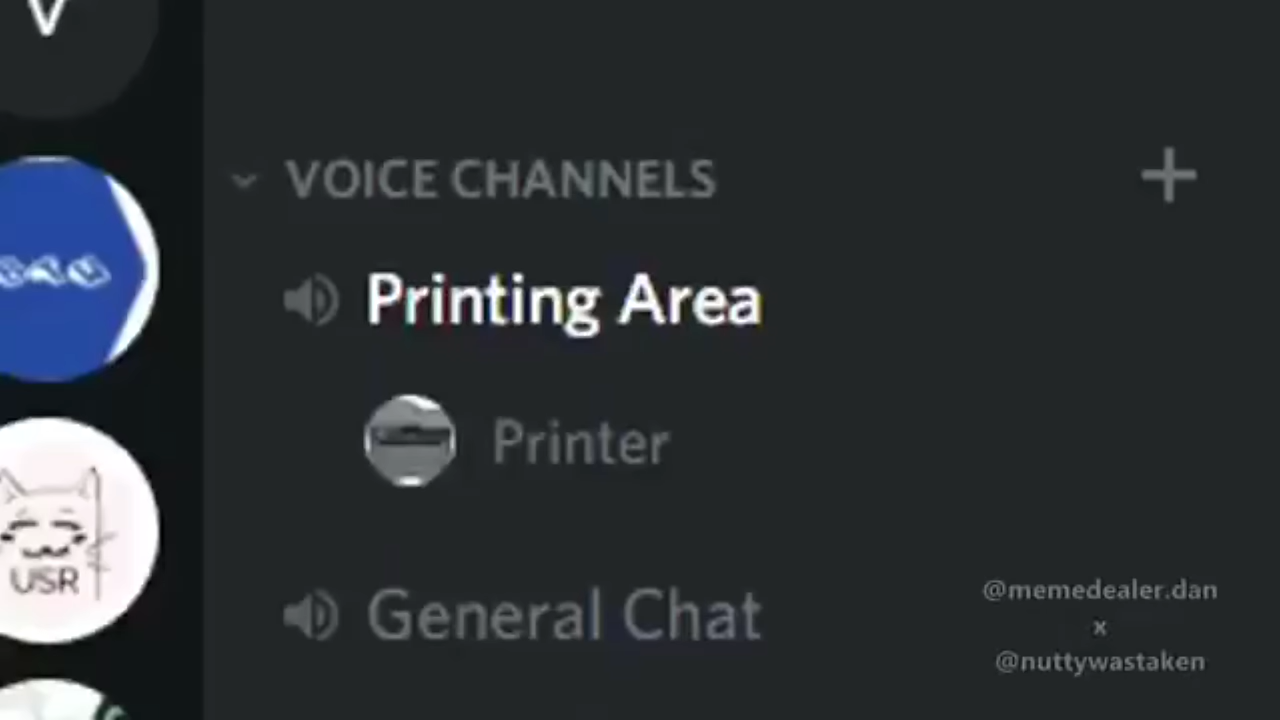 V
VOICE CHANNELS
Printing Area
Printer
USR
General Chat
@memedealer.dan
x
@nuttywastaken